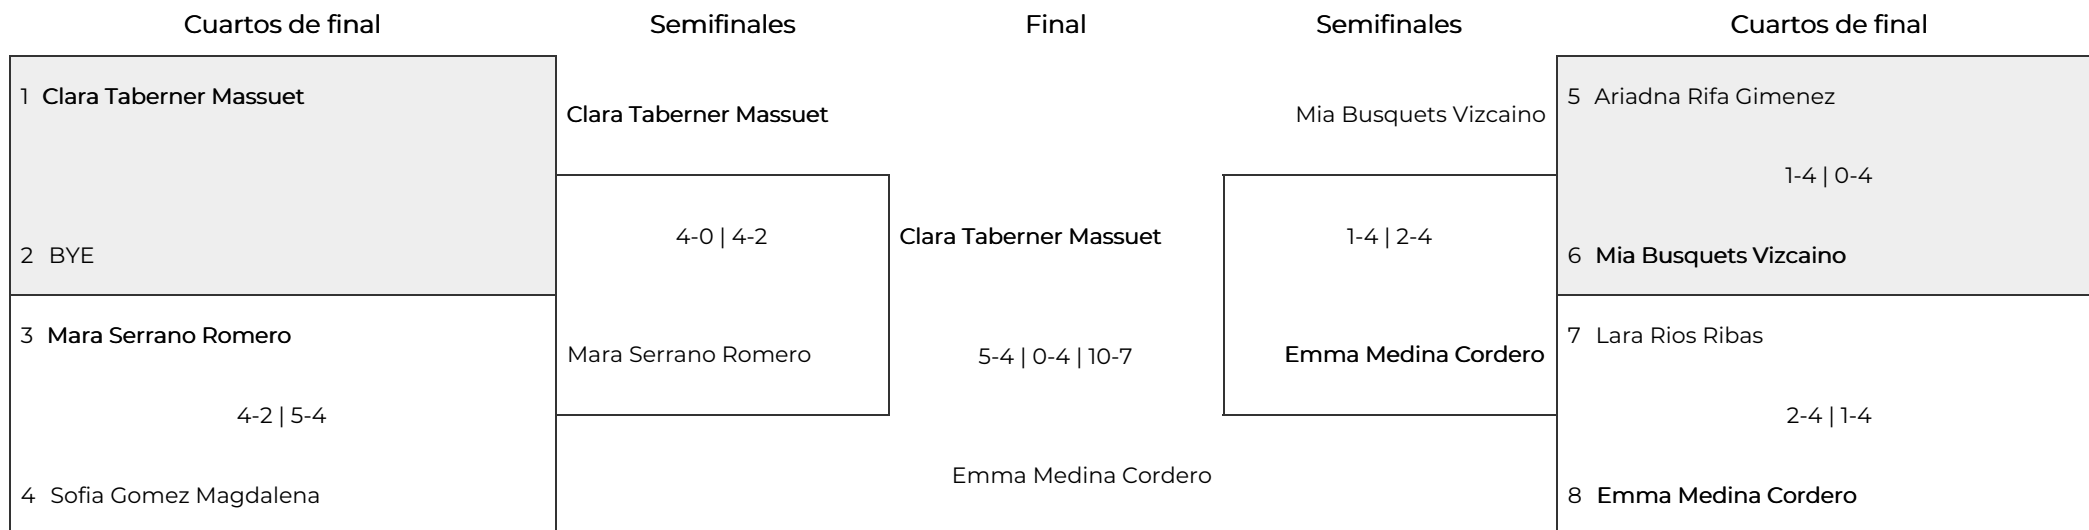 Cuartos de final
Semifinales
Final
Semifinales
Cuartos de final
1 Clara Taberner Massuet
2 BYE
3 Mara Serrano Romero
4-2 | 5-4
4 Sofia Gomez Magdalena
Clara Taberner Massuet
4-0 | 4-2
Mara Serrano Romero
Clara Taberner Massuet
5-4 | 0-4 | 10-7
Emma Medina Cordero
Mia Busquets Vizcaino
1-4 | 2-4
Emma Medina Cordero
5 Ariadna Rifa Gimenez
1-4 | 0-4
6 Mia Busquets Vizcaino
7 Lara Rios Ribas
2-4 | 1-4
8 Emma Medina Cordero